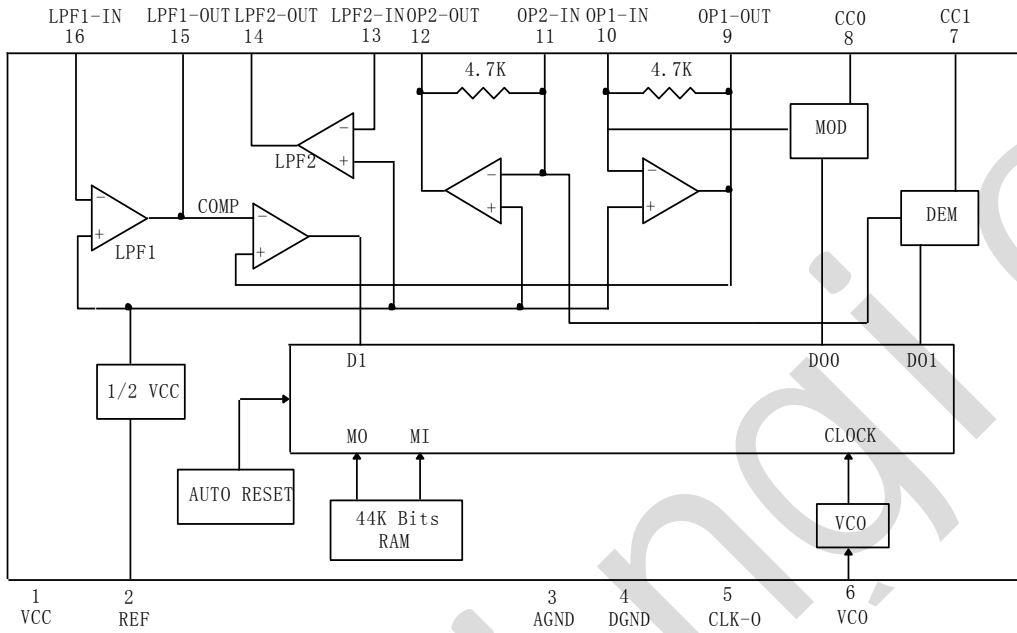 LPF1-IN LPF1-OUT LPF2-OUT LPF2-IN OP2-OUT OP2-IN OP1-IN OP1-OUT CC0 CC1
16 15 14 13 12 11 10 9 8 7
4.7K 4.7K
MOD
LPF2
DEM
COMP
LPF1
D1 DO0 DO1
1/2 VCC
MO MI CLOCK
AUTO RESET
44K Bits
RAM
VCO
1 2 3 4 5 6
VCC REF AGND DGND CLK-O VCO